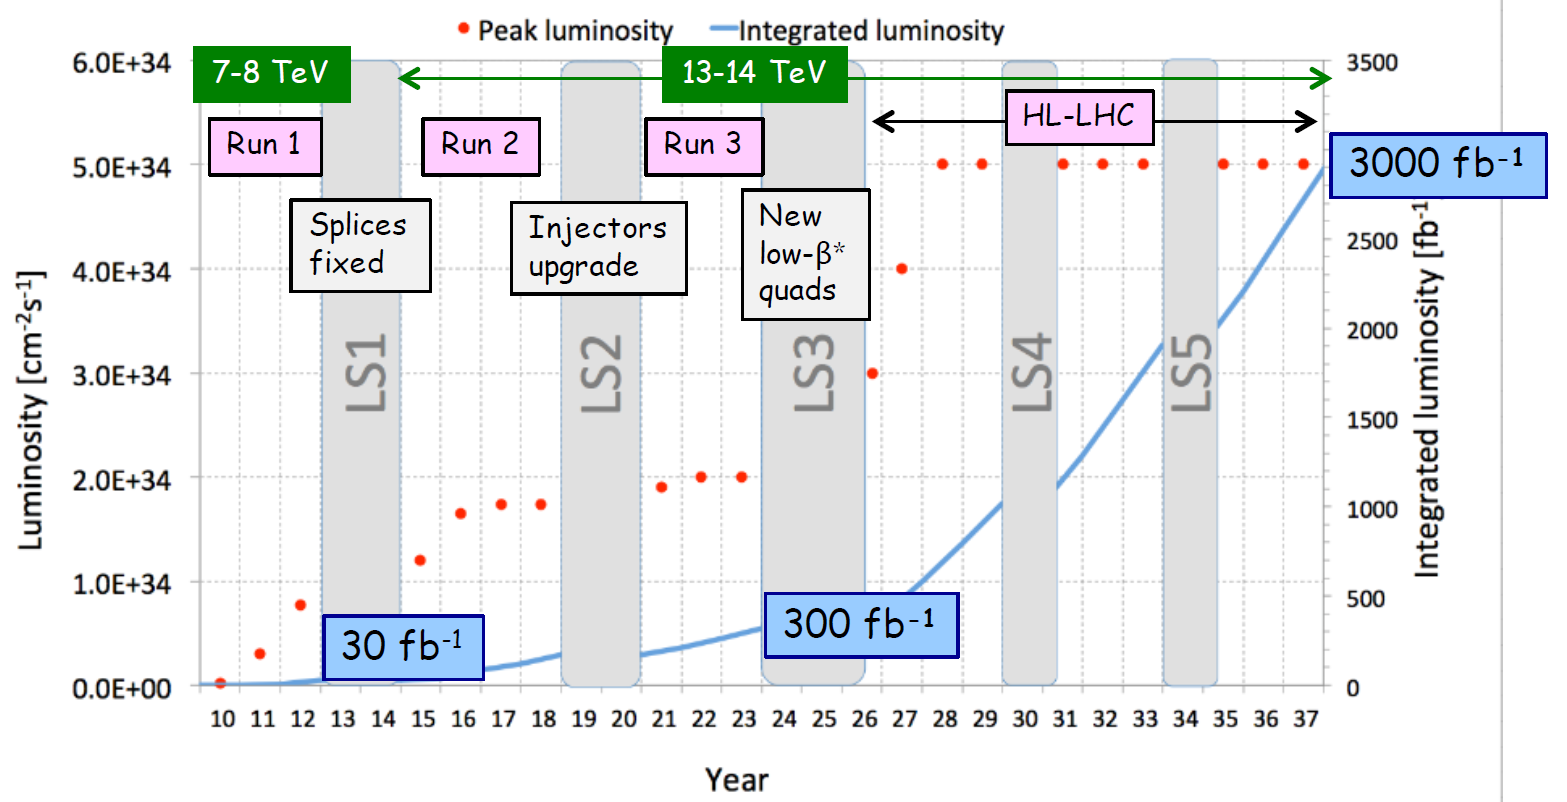 Peak luminosity Integrated luminosity
6.0E+34
5.0E+34
4.0E+34
3.0E+34
2.0E+34
1.0E+34
0.0E+00
Luminosity [cm-2s-1]
7-8 TeV
13-14 TeV
Run 1
Run 2
Run 3
HL-LHC
Splices
fixed
Injectors
upgrade
New
low-β*
quads
LS1
LS2
LS3
LS4
LS5
30 fb-1
300 fb-1
3000 fb-1
3500
2500
2000
1500
1000
500
0
Integrated luminosity [fb-1
10 11 12 13 14 15 16 17 18 19 20 21 22 23 24 25 26 27 28 29 30 31 32 33 34 35 36 37
Year